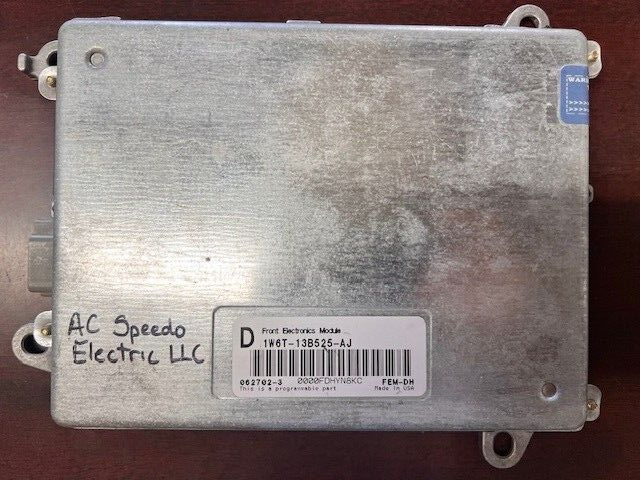 WAR
AC Speedo
Electric LLC
Front Electronics Module
D 1W6T-13B525-AJ
062702-3 0000FDHYN8KC FEM-DH
This is a programmable part Made In USA